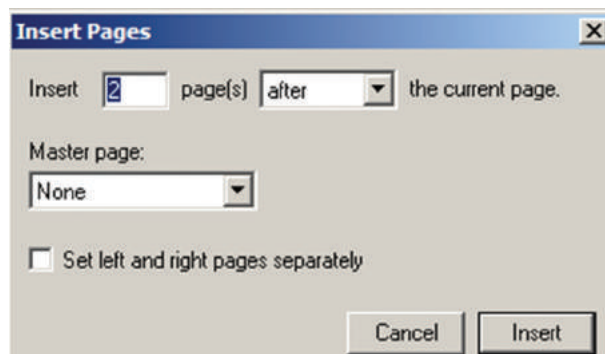 Insert Pages
Insert 2 page(s) after the current page.
Master page:
None
Set left and right pages separately
Cancel Insert